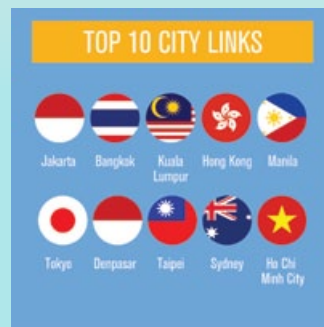 TOP 10 CITY LINKS
Jakarta
Bangkok
Kuala
Lumpur
Hong Kong
Manila
Tokyo
Denpasar
Taipei
Sydney
Ho Chi
Minh City